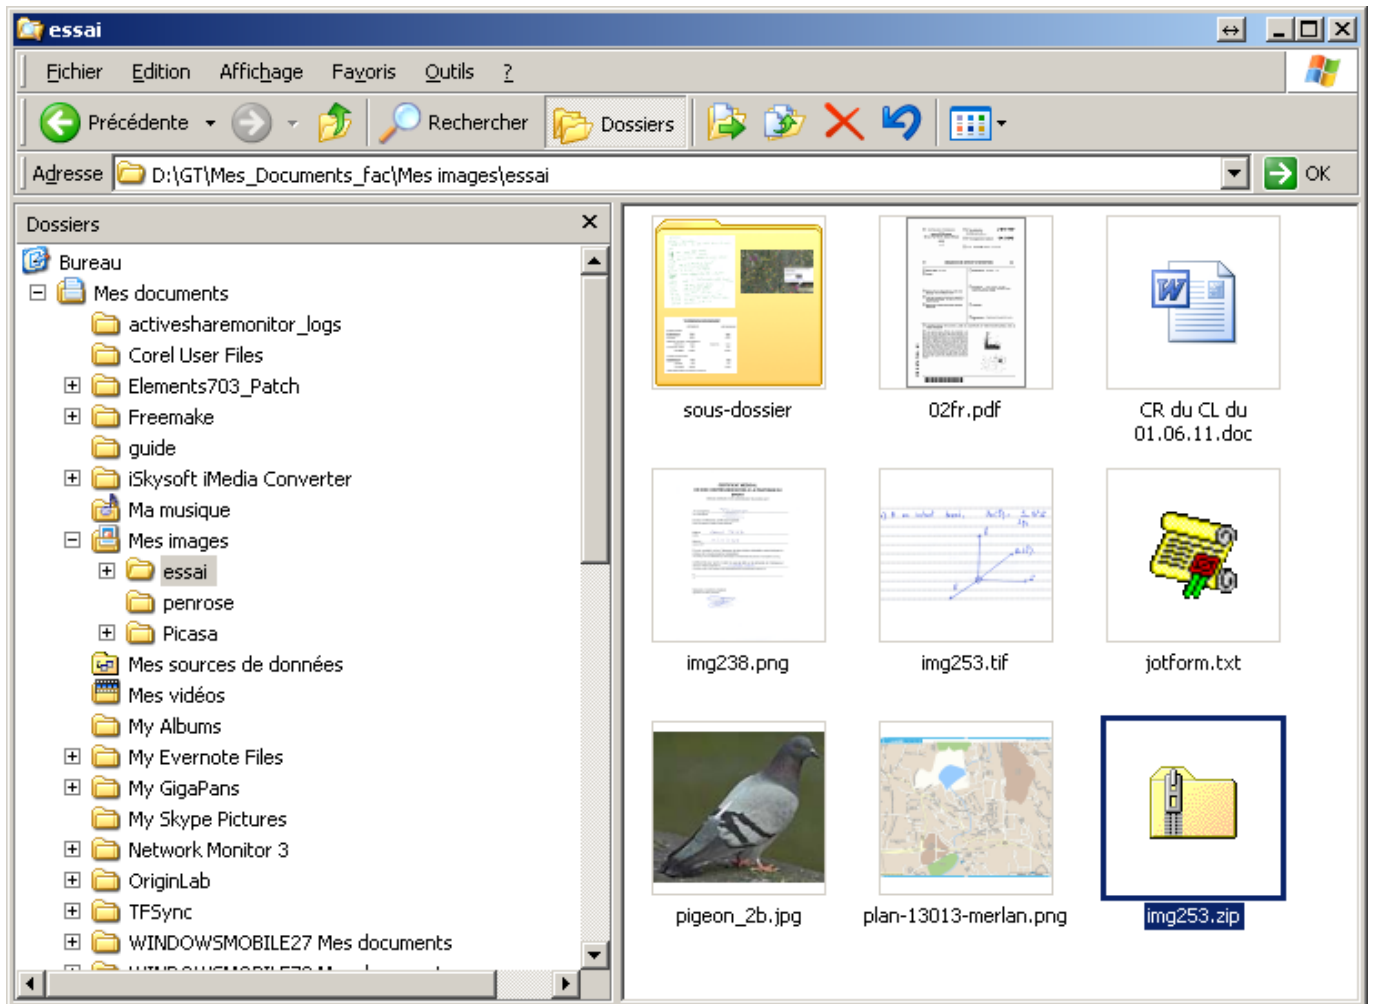 essai
Fichier Edition Affichage Favoris Outils ?
Précédente Rechercher Dossiers
Adresse D:\GT\Mes_Documents_fac\Mes images\essai OK
Dossiers
Bureau
Mes documents
activesharemonitor_logs
Corel User Files
Elements703_Patch
Freemake
guide
iSkysoft iMedia Converter
Ma musique
Mes images
essai
penrose
Picasa
Mes sources de données
Mes vidéos
My Albums
My Evernote Files
My GigaPans
My Skype Pictures
Network Monitor 3
OriginLab
TFSync
WINDOWSMOBILE27 Mes documents
sous-dossier
02fr.pdf
CR du CL du
01.06.11.doc
img238.png
img253.tif
jotform.txt
pigeon_2b.jpg
plan-13013-merlan.png
img253.zip